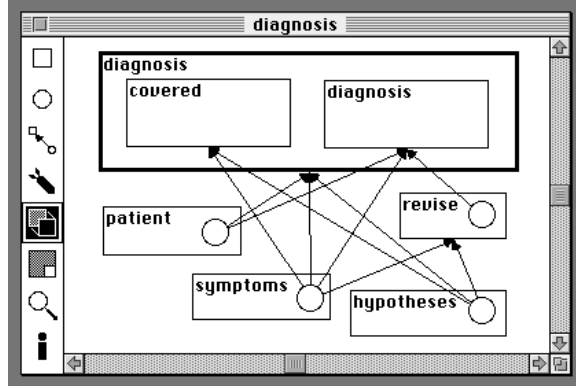 diagnosis
diagnosis
covered
diagnosis
patient
revise
symptoms
hypotheses